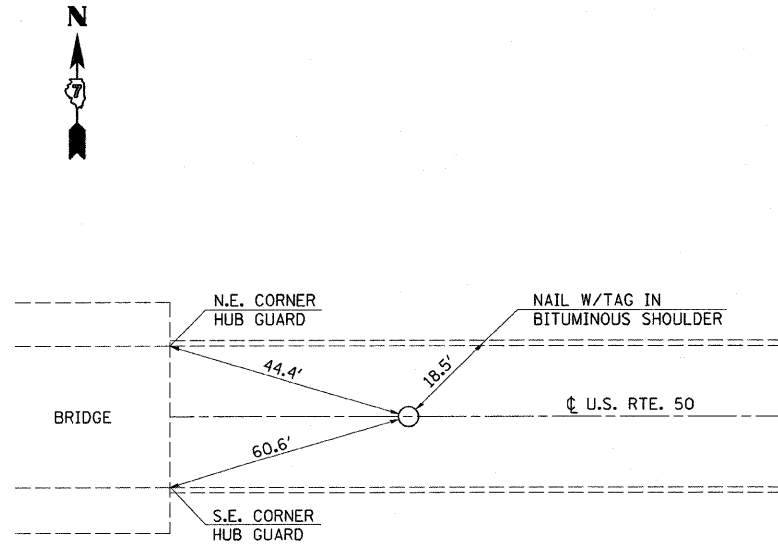 N
7
N.E. CORNER
HUB GUARD
NAIL W/TAG IN
BITUMINOUS SHOULDER
44.4'
18.5'
BRIDGE
℄ U.S. RTE. 50
60.6'
S.E. CORNER
HUB GUARD